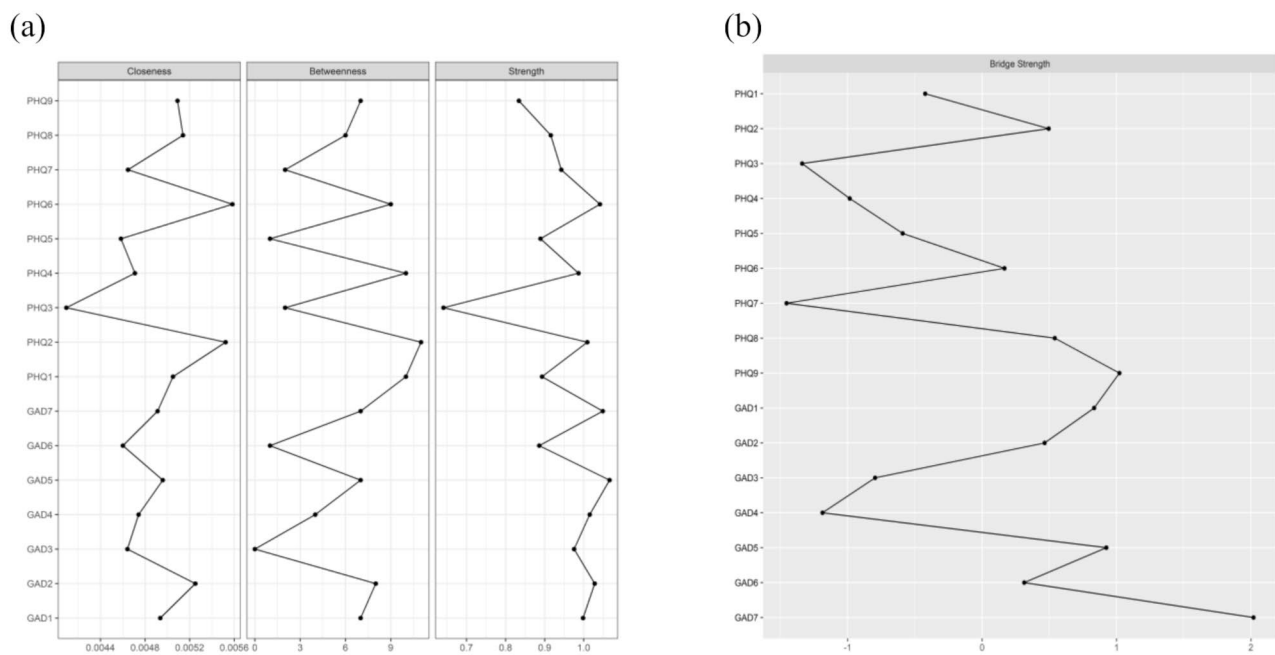 (a)
(b)
Closeness
Betweenness
Strength
PHQ9
PHQ8
PHQ7
PHQ6
PHQ5
PHQ4
PHQ3
PHQ2
PHQ1
GAD7
GAD6
GAD5
GAD4
GAD3
GAD2
GAD1
0.0044 0.0048 0.0052 0.0056
0 3 6 9
0.7 0.8 0.9 1.0
Bridge Strength
PHQ1
PHQ2
PHQ3
PHQ4
PHQ5
PHQ6
PHQ7
PHQ8
PHQ9
GAD1
GAD2
GAD3
GAD4
GAD5
GAD6
GAD7
-1 0 1 2